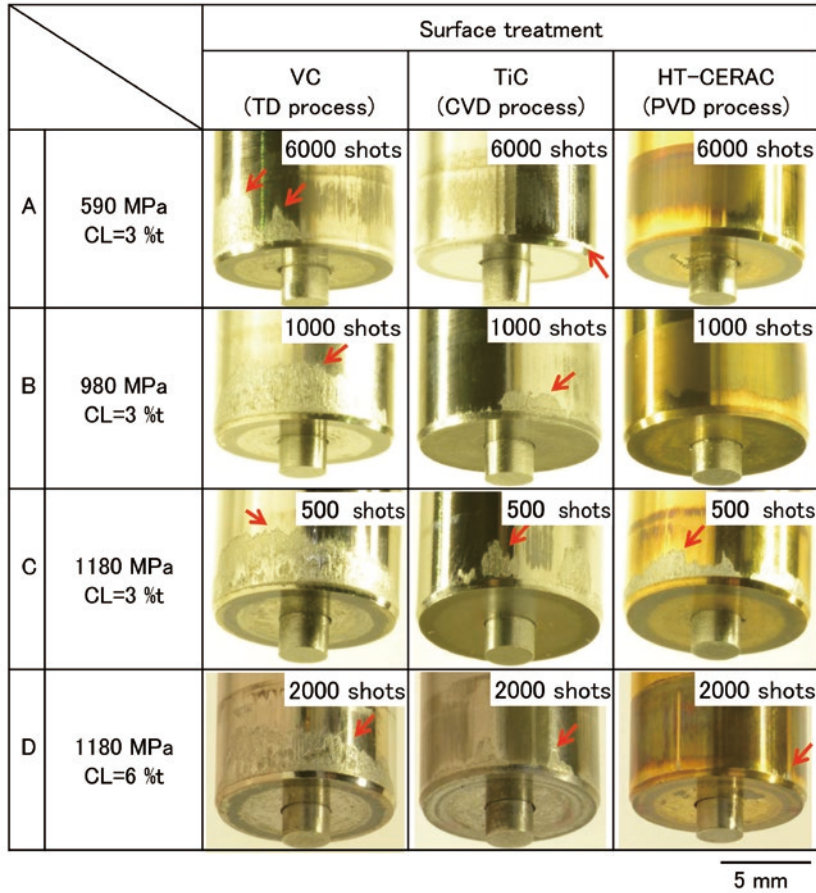 Surface treatment
VC
(TD process)
TiC
(CVD process)
HT-CERAC
(PVD process)
A
590 MPa
CL=3 %t
6000 shots
6000 shots
6000 shots
B
980 MPa
CL=3 %t
1000 shots
1000 shots
1000 shots
C
1180 MPa
CL=3 %t
500 shots
500 shots
500 shots
D
1180 MPa
CL=6 %t
2000 shots
2000 shots
2000 shots
5 mm